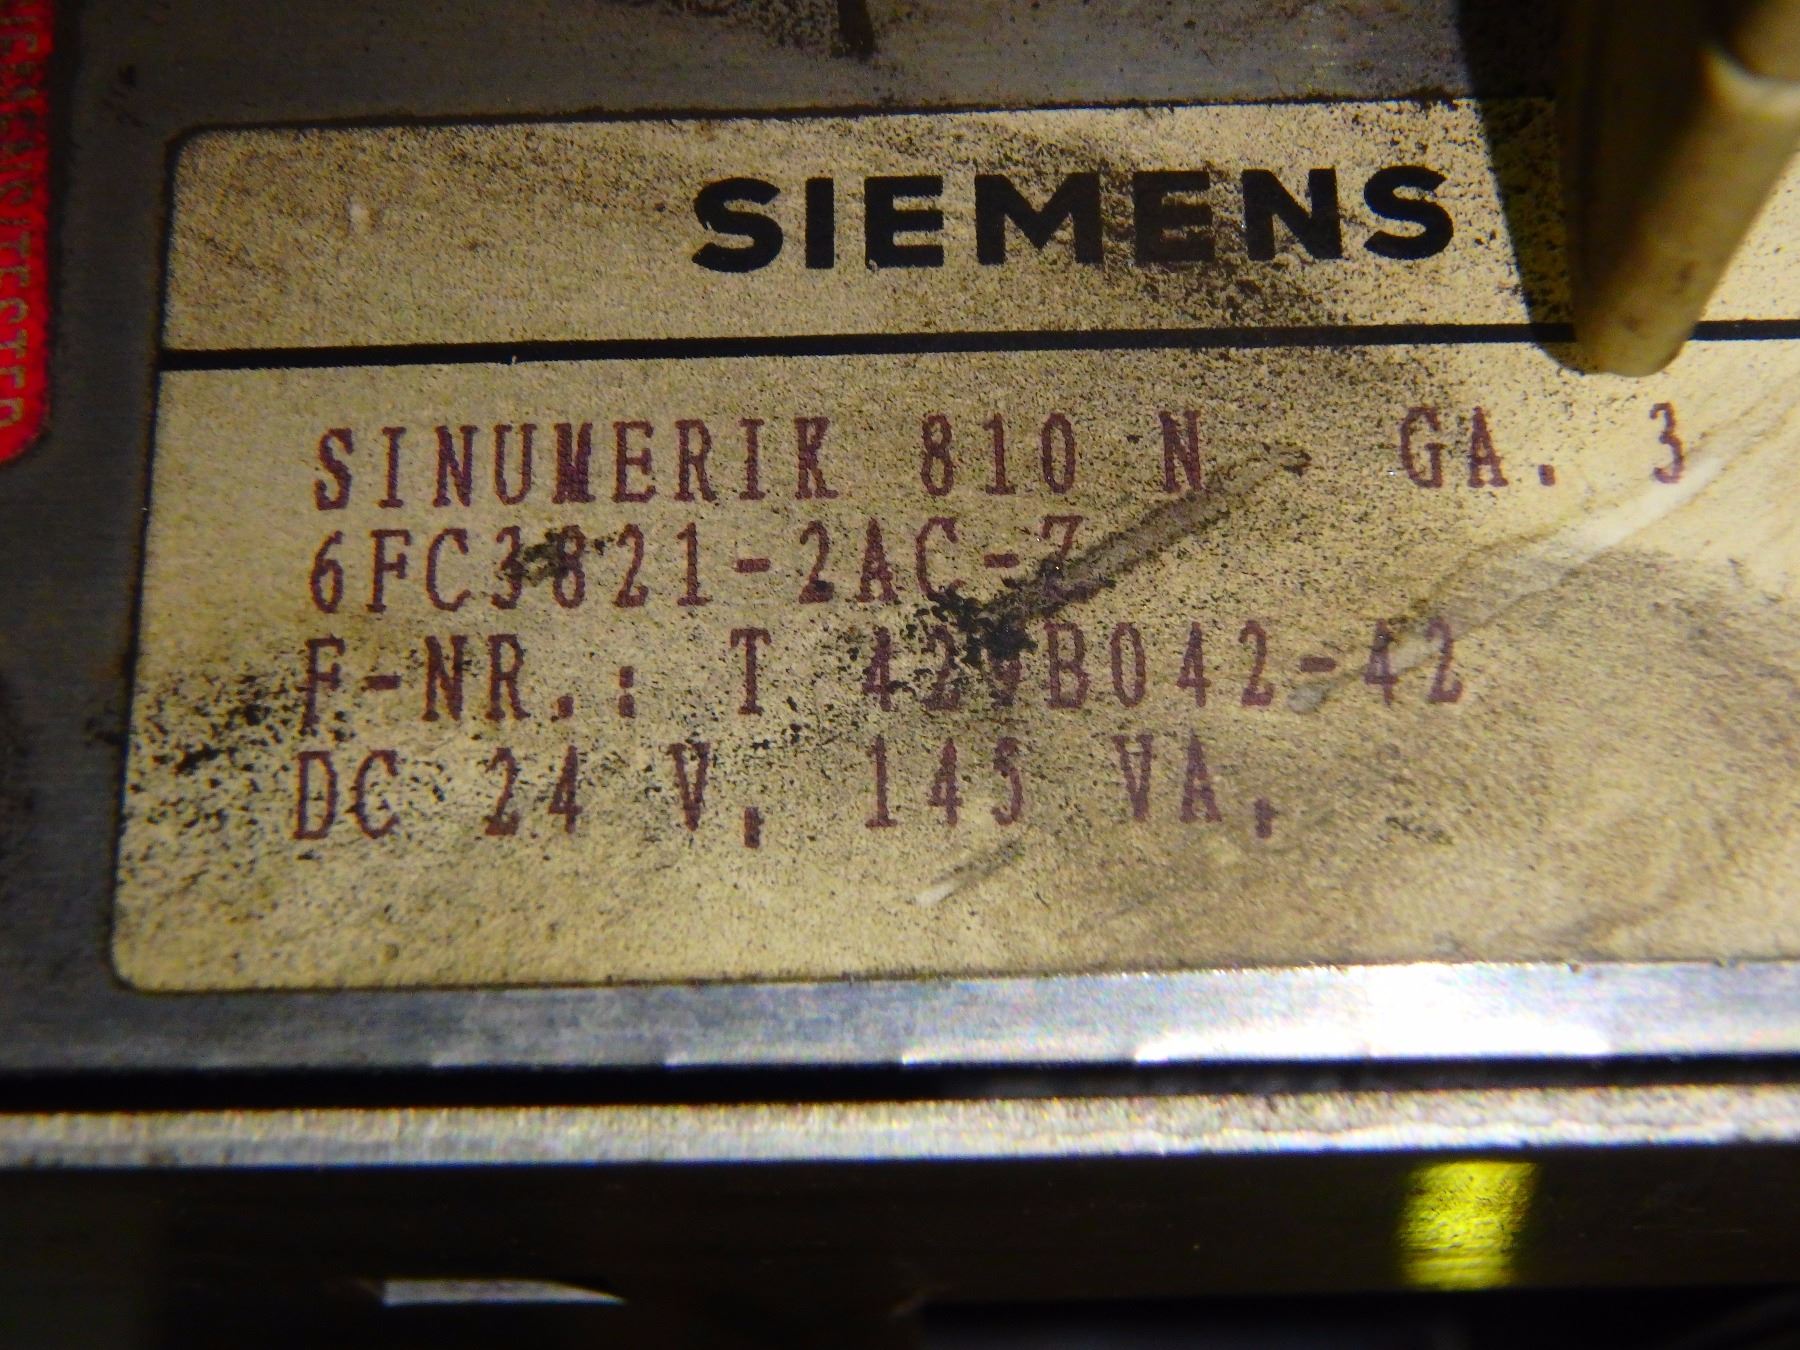 SIEMENS
SINUMERIK 810 N GA. 3
6FC3821-2AC-Z
F-NR.: T 429B042-42
DC 24 V, 145 VA,